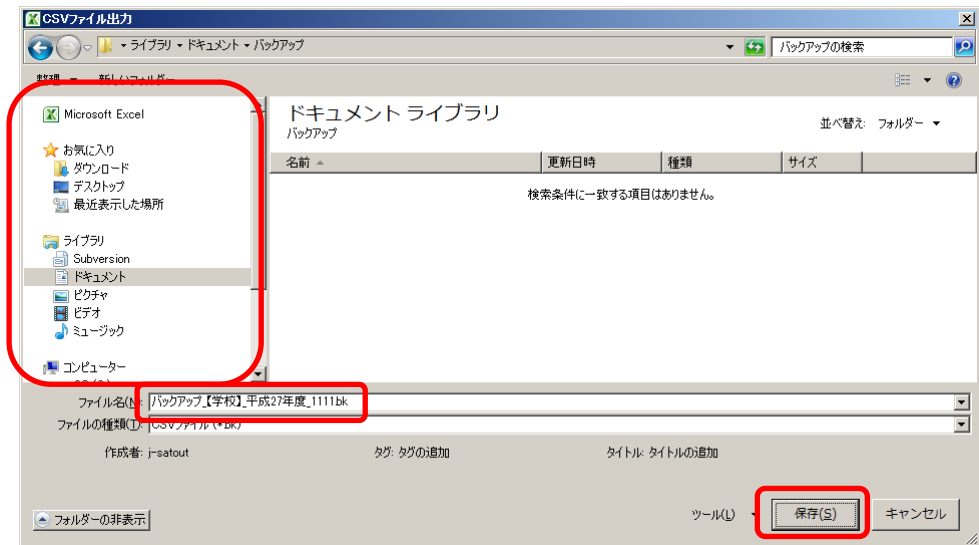 CSVファイル出力
ライブラリ ▾ ドキュメント ▾ バックアップ
バックアップの検索
整理 新しいフォルダー
Microsoft Excel
お気に入り
ダウンロード
デスクトップ
最近表示した場所
ライブラリ
Subversion
ドキュメント
ピクチャ
ビデオ
ミュージック
コンピューター
ドキュメント ライブラリ
バックアップ
並べ替え: フォルダー ▼
名前 更新日時 種類 サイズ
検索条件に一致する項目はありません。
ファイル名(N): バックアップ_【学校】_平成27年度_1111bk
ファイルの種類(T): CSVファイル (*bk)
作成者: j-satout タグ: タグの追加 タイトル: タイトルの追加
フォルダーの非表示
ツール(L) 保存(S) キャンセル